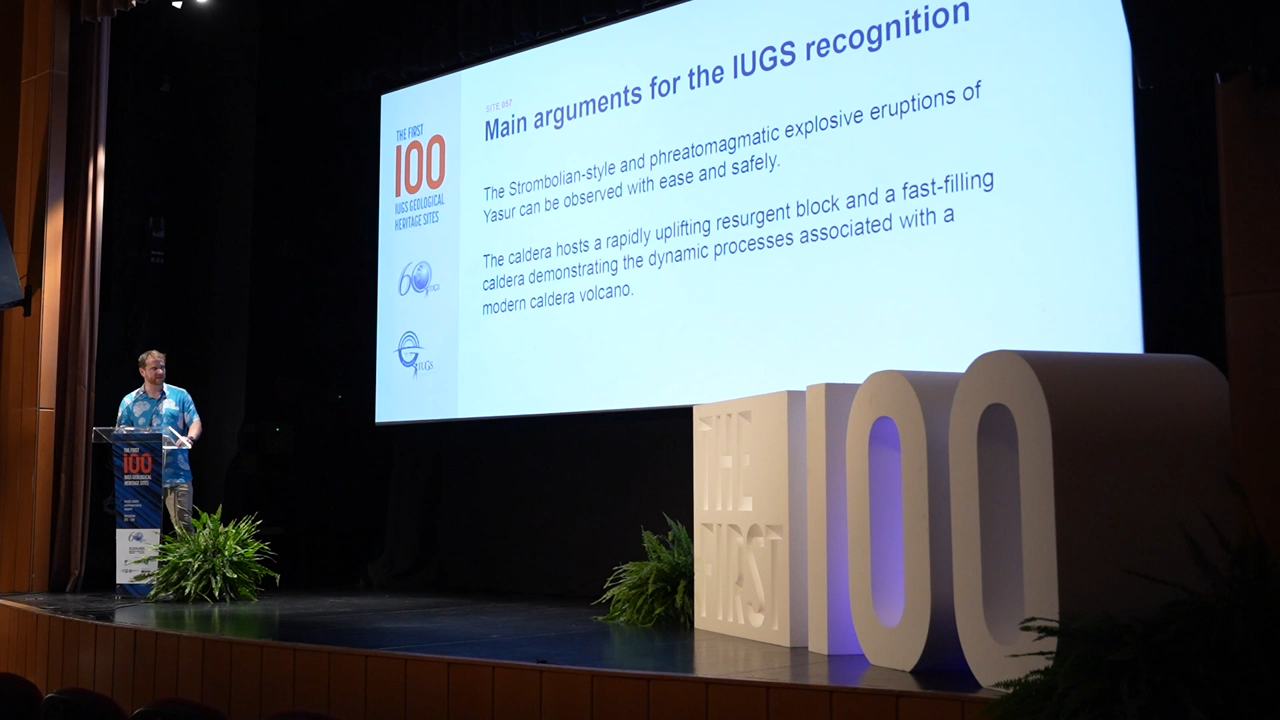 SITE 057
Main arguments for the IUGS recognition
THE FIRST
100
IUGS GEOLOGICAL
HERITAGE SITES
The Strombolian-style and phreatomagmatic explosive eruptions of
Yasur can be observed with ease and safely.
The caldera hosts a rapidly uplifting resurgent block and a fast-filling
caldera demonstrating the dynamic processes associated with a
modern caldera volcano.
60
IUGS
IUGS
THE FIRST
100
IUGS GEOLOGICAL
HERITAGE SITES
60
THE
FIRST
100